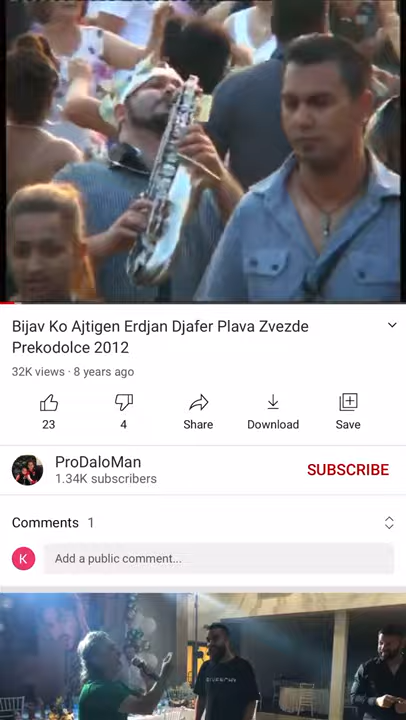 Bijav Ko Ajtigen Erdjan Djafer Plava Zvezde
Prekodolce 2012
32K views · 8 years ago
23
4
Share
Download
Save
ProDaloMan
1.34K subscribers
SUBSCRIBE
Comments 1
K
Add a public comment...